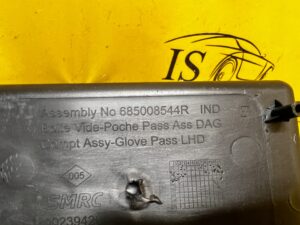 IS
Assembly No 685008544R IND
Boite Vide-Poche Pass Ass DAG
Compt Assy-Glove Pass LHD
005
SMRC